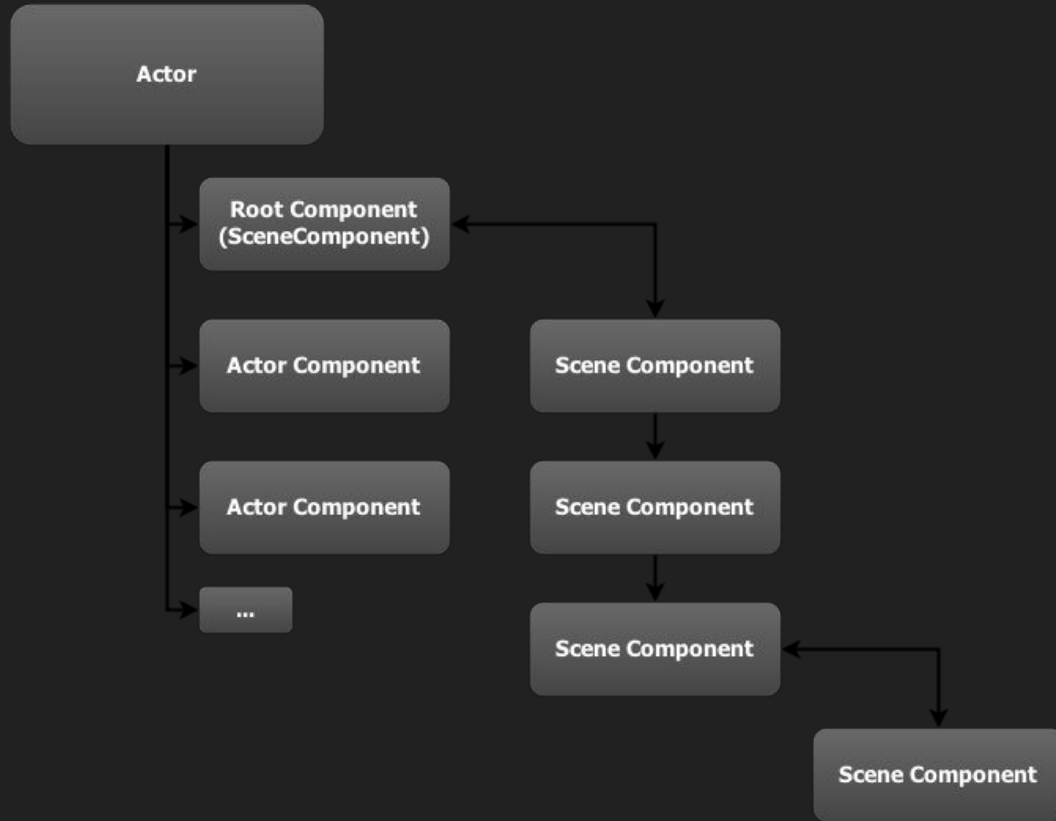 Actor
Root Component
(SceneComponent)
Actor Component
Scene Component
Actor Component
Scene Component
...
Scene Component
Scene Component